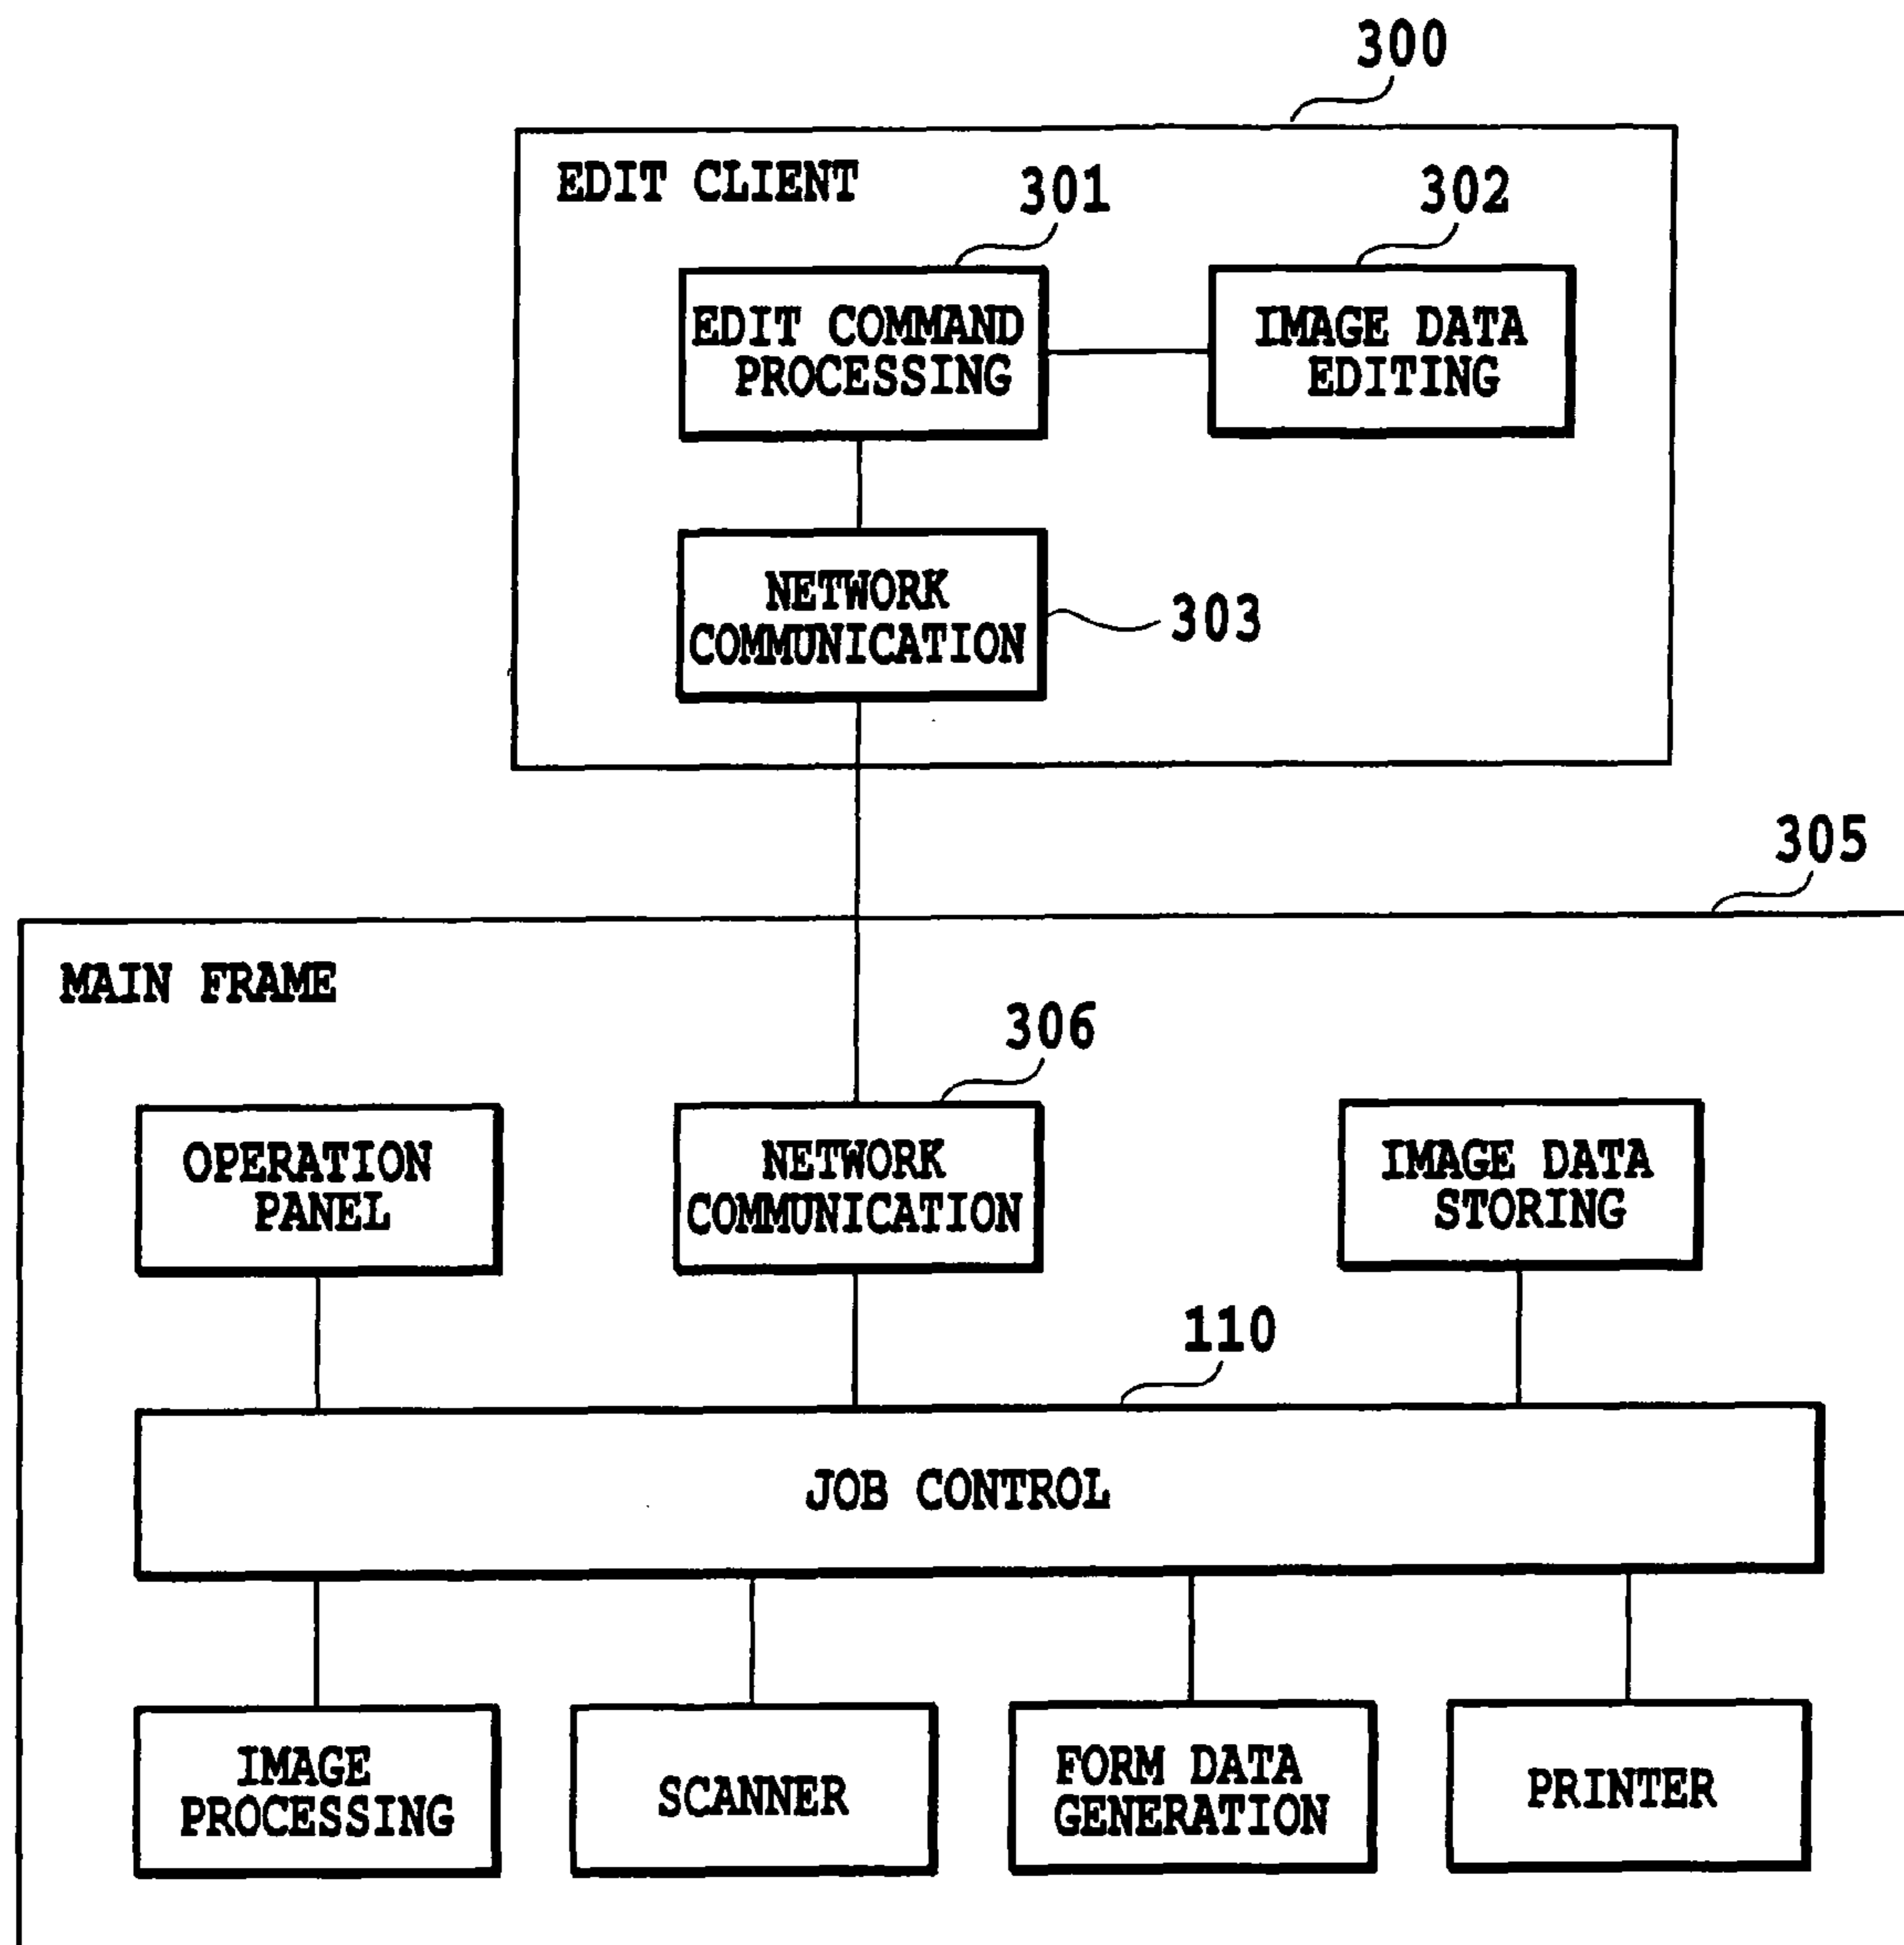 300
EDIT CLIENT
301
302
EDIT COMMAND
PROCESSING
IMAGE DATA
EDITING
NETWORK
COMMUNICATION
303
305
MAIN FRAME
306
OPERATION
PANEL
NETWORK
COMMUNICATION
IMAGE DATA
STORING
110
JOB CONTROL
IMAGE
PROCESSING
SCANNER
FORM DATA
GENERATION
PRINTER